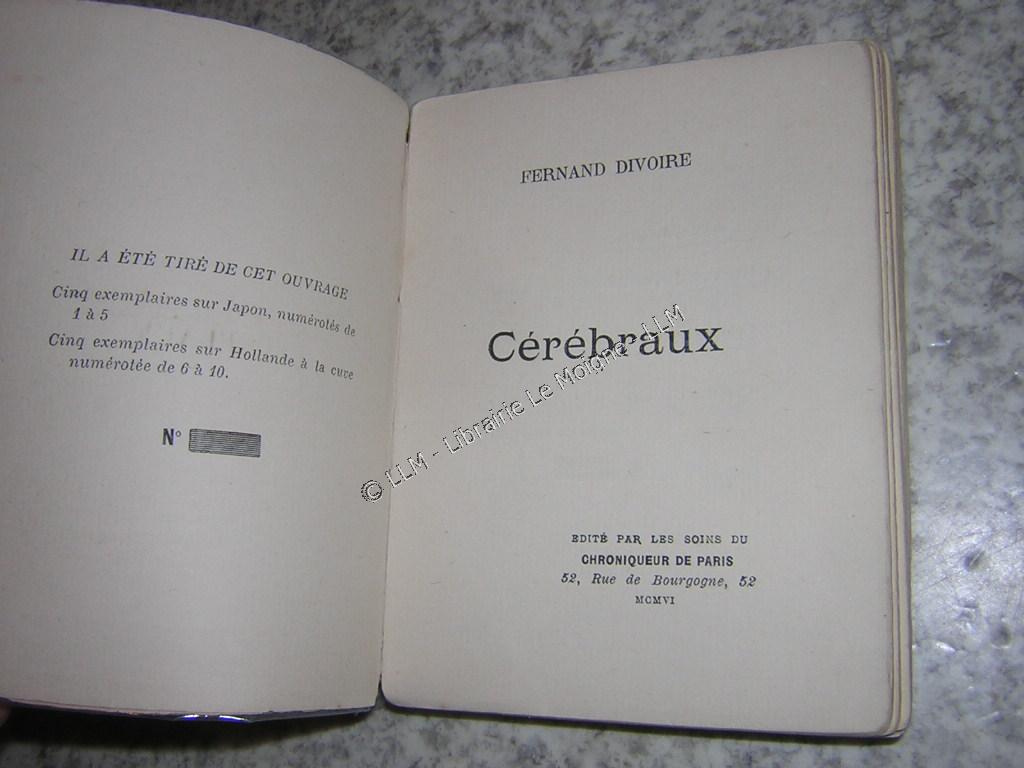 IL A ÉTÉ TIRÉ DE CET OUVRAGE
Cinq exemplaires sur Japon, numérotés de
1 à 5
Cinq exemplaires sur Hollande à la cuve
numérotée de 6 à 10.
N°
FERNAND DIVOIRE
Cérébraux
EDITÉ PAR LES SOINS DU
CHRONIQUEUR DE PARIS
52, Rue de Bourgogne, 52
MCMVI
© LLM - Librairie Le Moigne - LLM